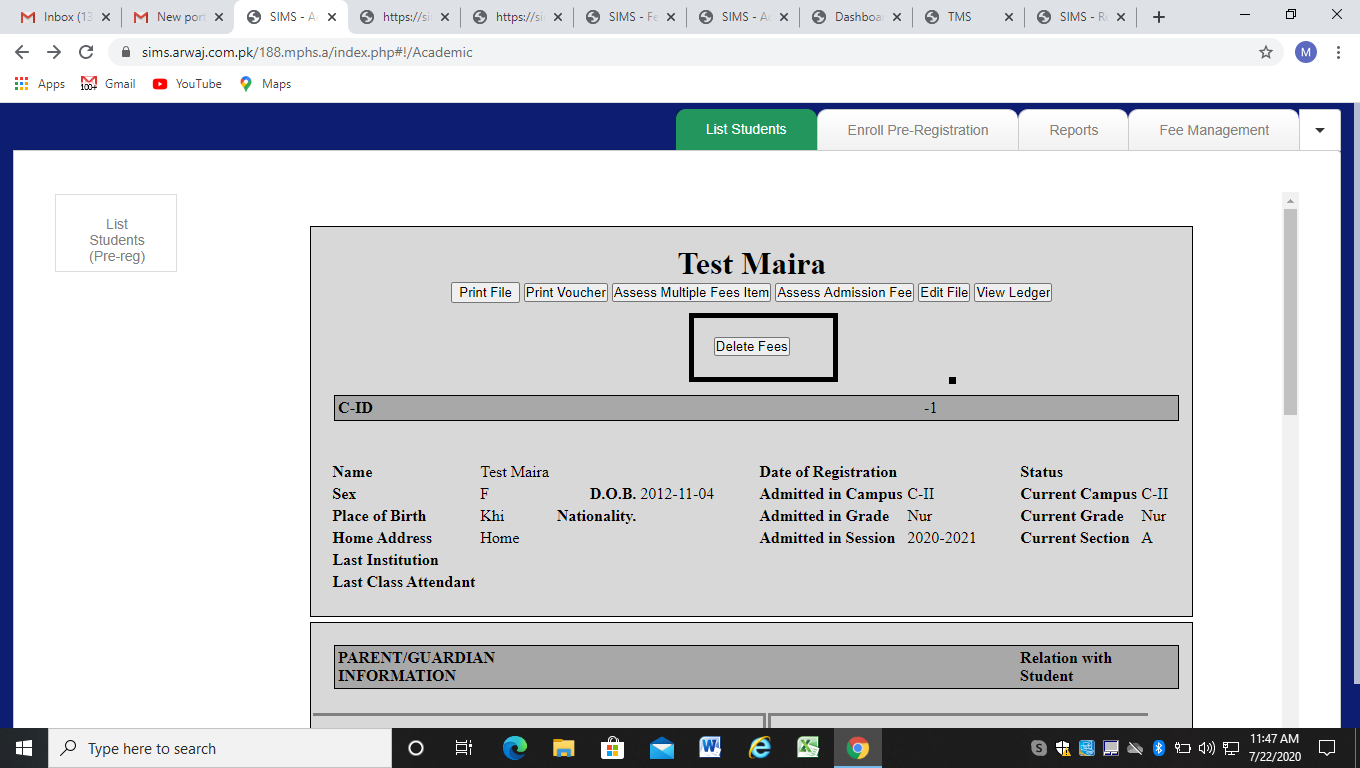 Inbox (13
New port
SIMS - Ac
https://si
https://si
SIMS - Fe
SIMS - Ac
Dashboar
TMS
SIMS - Re
sims.arwaj.com.pk/188.mphs.a/index.php#!/Academic
M
Apps
100+
Gmail
YouTube
Maps
List Students
Enroll Pre-Registration
Reports
Fee Management
List
Students
(Pre-reg)
Test Maira
Print File Print Voucher Assess Multiple Fees Item Assess Admission Fee Edit File View Ledger
Delete Fees
C-ID -1
Name Test Maira Date of Registration Status
Sex F D.O.B. 2012-11-04 Admitted in Campus C-II Current Campus C-II
Place of Birth Khi Nationality. Admitted in Grade Nur Current Grade Nur
Home Address Home Admitted in Session 2020-2021 Current Section A
Last Institution
Last Class Attendant
PARENT/GUARDIAN
INFORMATION
Relation with
Student
Type here to search
11:47 AM
7/22/2020